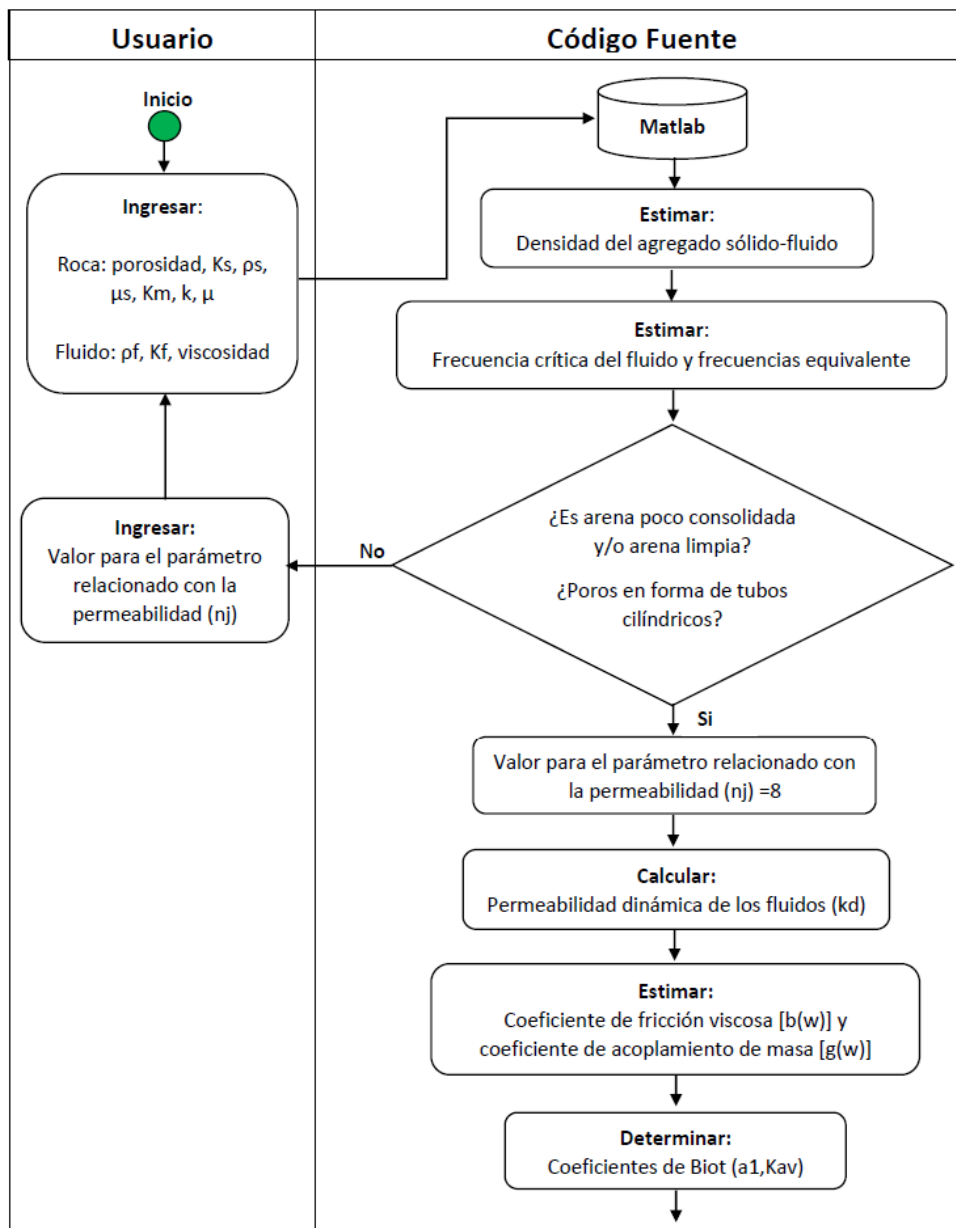 Usuario
Código Fuente
Inicio
Ingresar:
Roca: porosidad, Ks, ρs,
μs, Km, k, μ
Fluido: ρf, Kf, viscosidad
Matlab
Estimar:
Densidad del agregado sólido-fluido
Estimar:
Frecuencia crítica del fluido y frecuencias equivalente
¿Es arena poco consolidada
y/o arena limpia?
¿Poros en forma de tubos
cilíndricos?
No
Ingresar:
Valor para el parámetro
relacionado con la
permeabilidad (nj)
Si
Valor para el parámetro relacionado con
la permeabilidad (nj) =8
Calcular:
Permeabilidad dinámica de los fluidos (kd)
Estimar:
Coeficiente de fricción viscosa [b(w)] y
coeficiente de acoplamiento de masa [g(w)]
Determinar:
Coeficientes de Biot (a1,Kav)